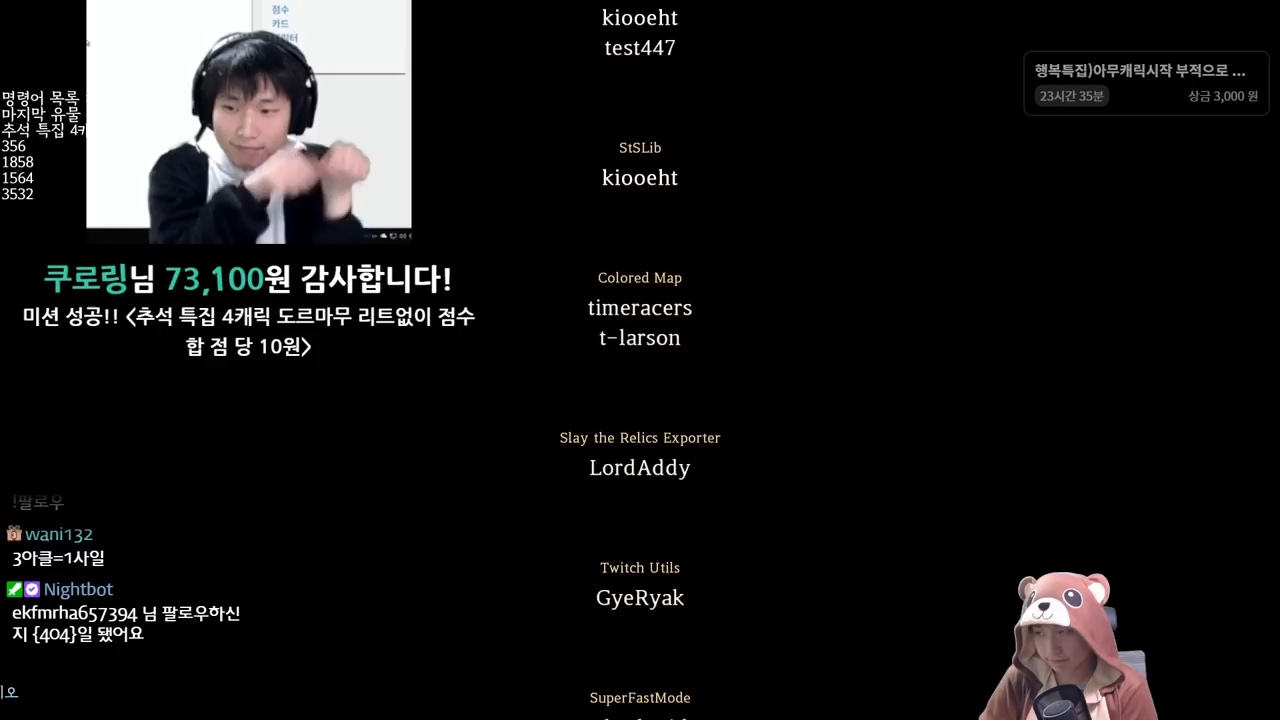 kiooeht
test447
StSLib
kiooeht
Colored Map
timeracers
t-larson
Slay the Relics Exporter
LordAddy
Twitch Utils
GyeRyak
SuperFastMode
점수
카드
명령어 목록
마지막 유물
추석 특집 4캐
356
1858
1564
3532
쿠로링님 73,100원 감사합니다!
미션 성공!! <추석 특집 4캐릭 도르마무 리트없이 점수
합 점 당 10원>
!팔로우
wani132
3아클=1사일
Nightbot
ekfmrha657394 님 팔로우하신
지 {404}일 됐어요
행복특집)아무캐릭시작 부적으로 ...
23시간 35분
상금 3,000 원